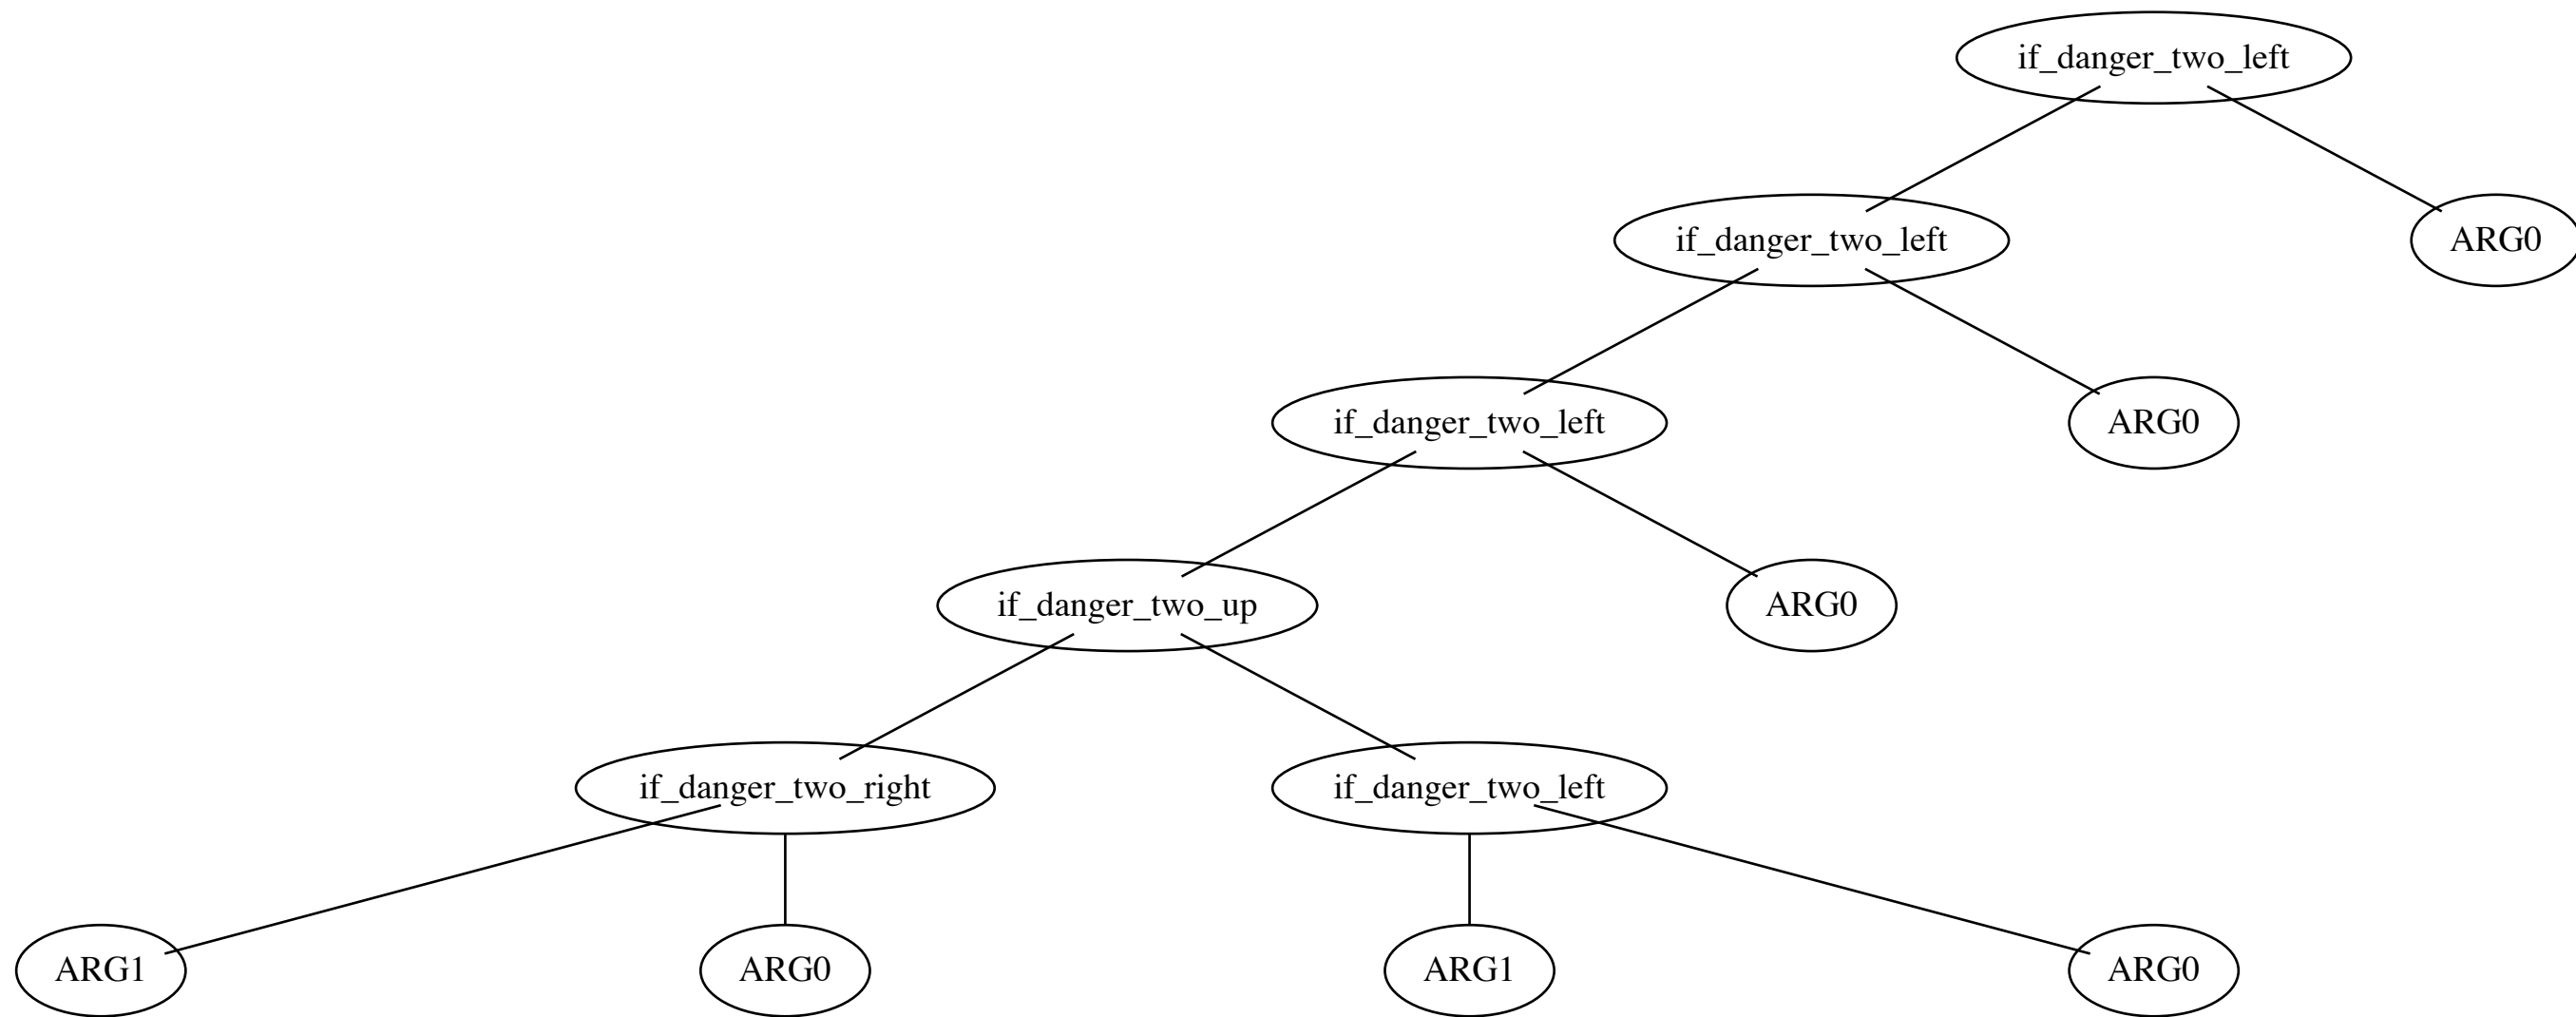 if_danger_two_left
if_danger_two_left
ARG0
if_danger_two_left
ARG0
if_danger_two_up
ARG0
if_danger_two_right
if_danger_two_left
ARG1
ARG0
ARG1
ARG0